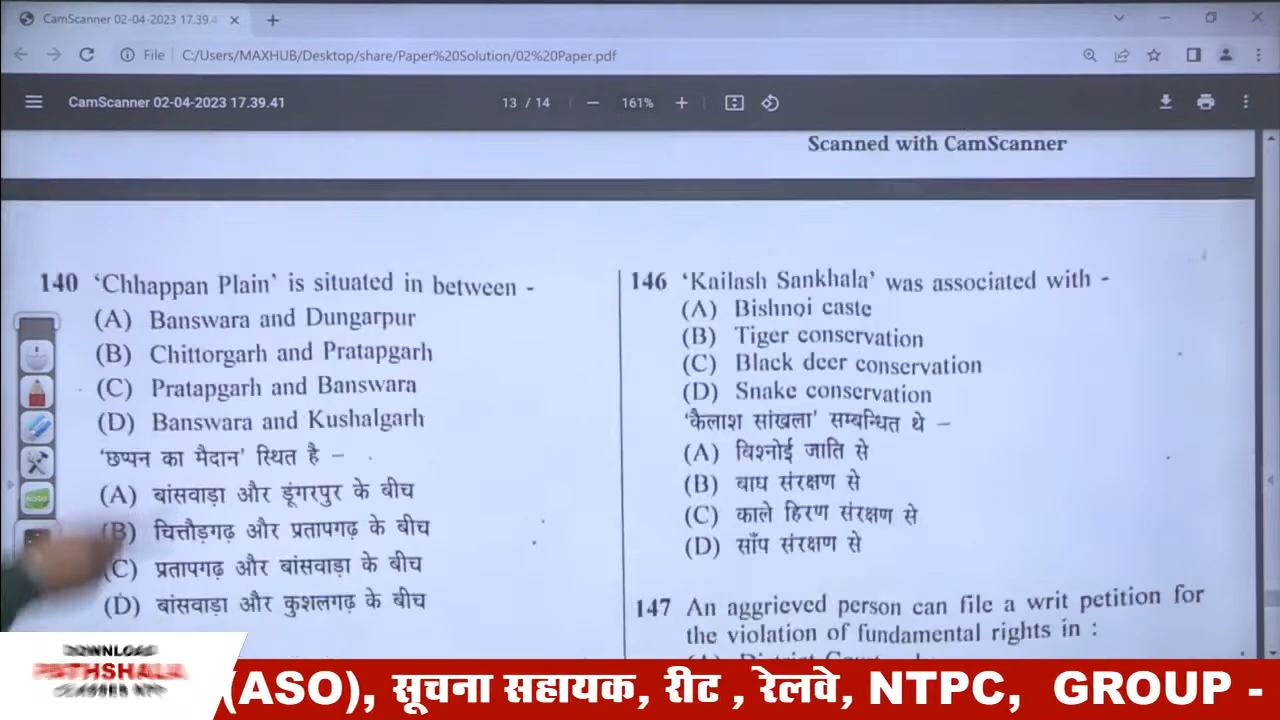 CamScanner 02-04-2023 17.39.4
File C:/Users/MAXHUB/Desktop/share/Paper%20Solution/02%20Paper.pdf
CamScanner 02-04-2023 17.39.41
13 / 14
161%
Scanned with CamScanner
140 'Chhappan Plain' is situated in between -
(A) Banswara and Dungarpur
(B) Chittorgarh and Pratapgarh
(C) Pratapgarh and Banswara
(D) Banswara and Kushalgarh
'छप्पन का मैदान' स्थित है –
(A) बांसवाड़ा और डूंगरपुर के बीच
(B) चित्तौड़गढ़ और प्रतापगढ़ के बीच
(C) प्रतापगढ़ और बांसवाड़ा के बीच
(D) बांसवाड़ा और कुशलगढ़ के बीच
146 'Kailash Sankhala' was associated with -
(A) Bishnoi caste
(B) Tiger conservation
(C) Black deer conservation
(D) Snake conservation
'कैलाश सांखला' सम्बन्धित थे –
(A) विश्नोई जाति से
(B) बाघ संरक्षण से
(C) काले हिरण संरक्षण से
(D) साँप संरक्षण से
147 An aggrieved person can file a writ petition for
the violation of fundamental rights in :
DOWNLOAD
PATHSHALA
(ASO), सूचना सहायक, रीट , रेलवे, NTPC, GROUP -